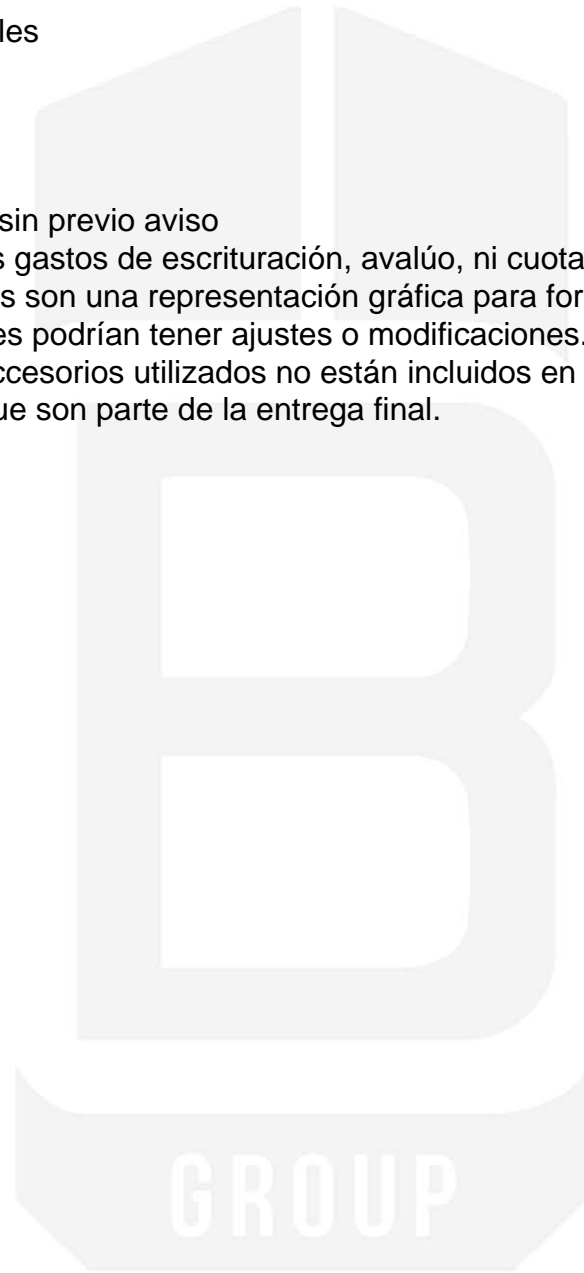 les
sin previo aviso
s gastos de escrituración, avalúo, ni cuota
s son una representación gráfica para for
es podrían tener ajustes o modificaciones.
ccesorios utilizados no están incluidos en
ue son parte de la entrega final.
B
GROUP